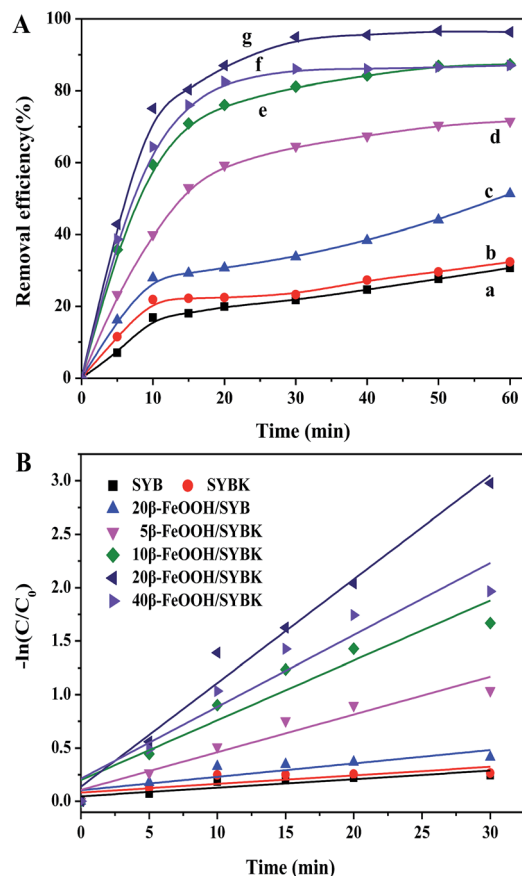 A
Removal efficiency(%)
100
80
60
40
20
0
g
f
e
d
c
b
a
0 10 20 30 40 50 60
Time (min)
B
-ln(C/C₀)
3.0
2.5
2.0
1.5
1.0
0.5
0.0
SYB SYBK
20β-FeOOH/SYB
5β-FeOOH/SYBK
10β-FeOOH/SYBK
20β-FeOOH/SYBK
40β-FeOOH/SYBK
0 5 10 15 20 25 30
Time (min)